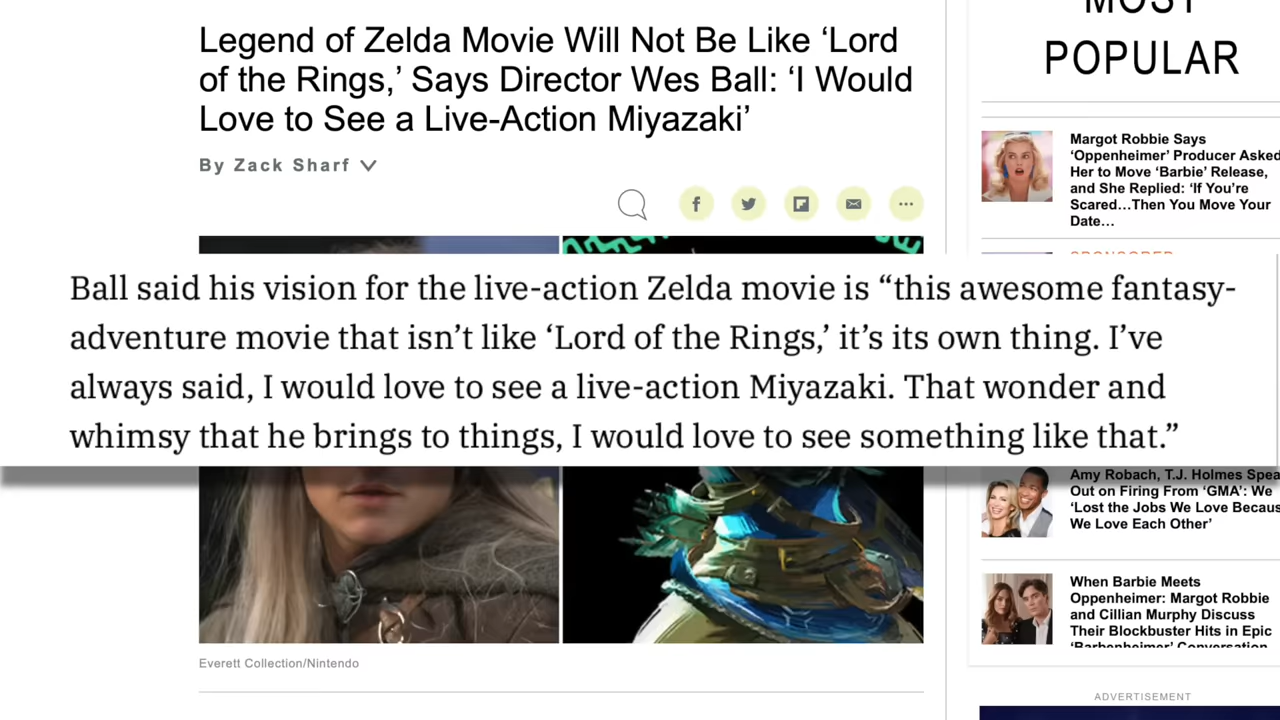 Legend of Zelda Movie Will Not Be Like ‘Lord
of the Rings,’ Says Director Wes Ball: ‘I Would
Love to See a Live-Action Miyazaki’
By Zack Sharf
Ball said his vision for the live-action Zelda movie is “this awesome fantasy-
adventure movie that isn’t like ‘Lord of the Rings,’ it’s its own thing. I’ve
always said, I would love to see a live-action Miyazaki. That wonder and
whimsy that he brings to things, I would love to see something like that.”
Everett Collection/Nintendo
MOST
POPULAR
Margot Robbie Says
‘Oppenheimer’ Producer Asked
Her to Move ‘Barbie’ Release,
and She Replied: ‘If You’re
Scared…Then You Move Your
Date…
SPONSORED
Amy Robach, T.J. Holmes Spea
Out on Firing From ‘GMA’: We
‘Lost the Jobs We Love Becaus
We Love Each Other’
When Barbie Meets
Oppenheimer: Margot Robbie
and Cillian Murphy Discuss
Their Blockbuster Hits in Epic
‘Barbenheimer’ Conversation
ADVERTISEMENT